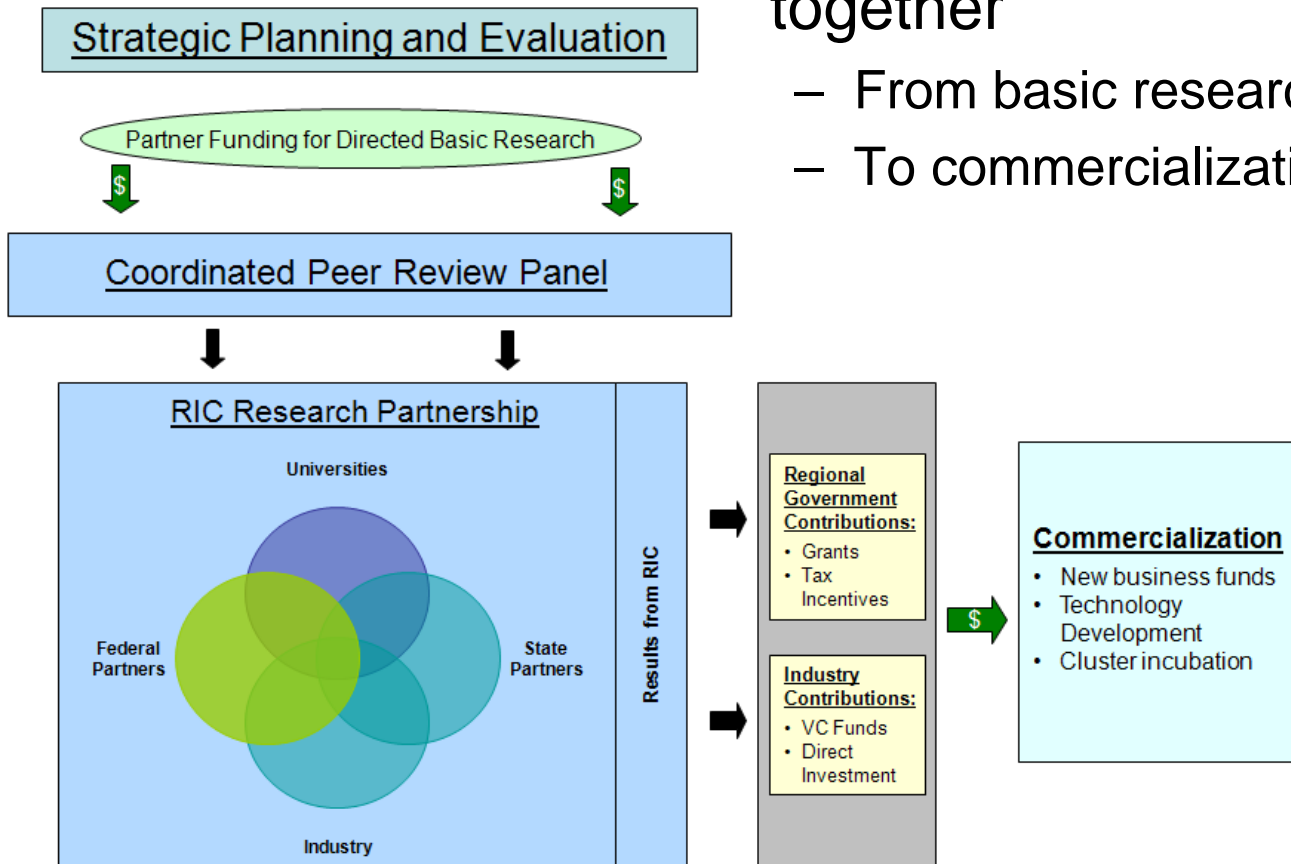 together
– From basic
– To
Strategic Planning and Evaluation
Partner Funding for Directed Basic Research
$
$
Coordinated Peer Review Panel
RIC Research Partnership
Universities
Federal
Partners
State
Partners
Industry
Results from RIC
Regional
Government
Contributions:
• Grants
• Tax
Incentives
Industry
Contributions:
• VC Funds
• Direct
Investment
$
Commercialization
• New business funds
• Technology
Development
• Cluster incubation